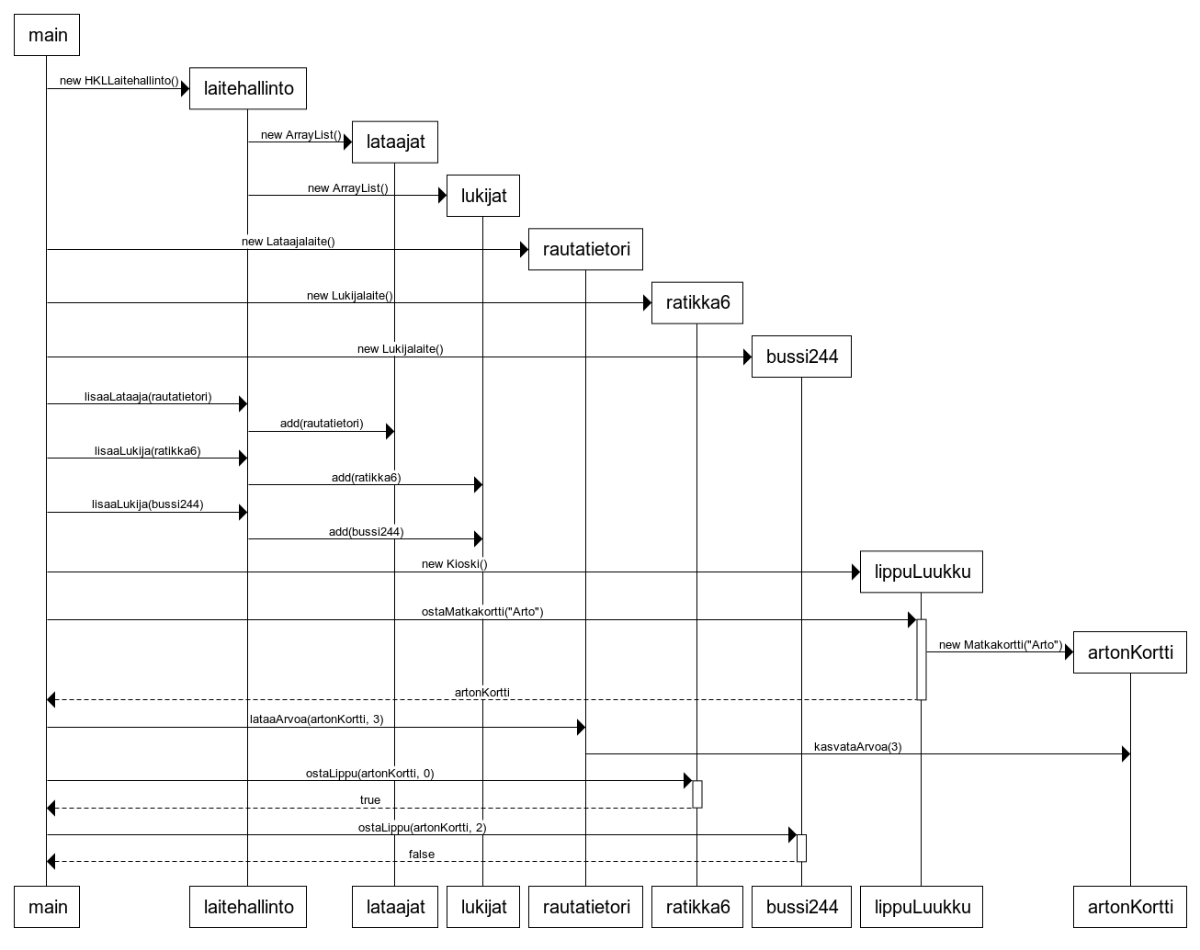 main
new HKLLaitehallinto()
laitehallinto
new ArrayList()
lataajat
new ArrayList()
lukijat
new Lataajalaite()
rautatietori
new Lukijalaite()
ratikka6
new Lukijalaite()
bussi244
lisaaLataaja(rautatietori)
add(rautatietori)
lisaaLukija(ratikka6)
add(ratikka6)
lisaaLukija(bussi244)
add(bussi244)
new Kioski()
lippuLuukku
ostaMatkakortti("Arto")
new Matkakortti("Arto")
artonKortti
artonKortti
lataaArvoa(artonKortti, 3)
kasvataArvoa(3)
ostaLippu(artonKortti, 0)
true
ostaLippu(artonKortti, 2)
false
main laitehallinto lataajat lukijat rautatietori ratikka6 bussi244 lippuLuukku artonKortti